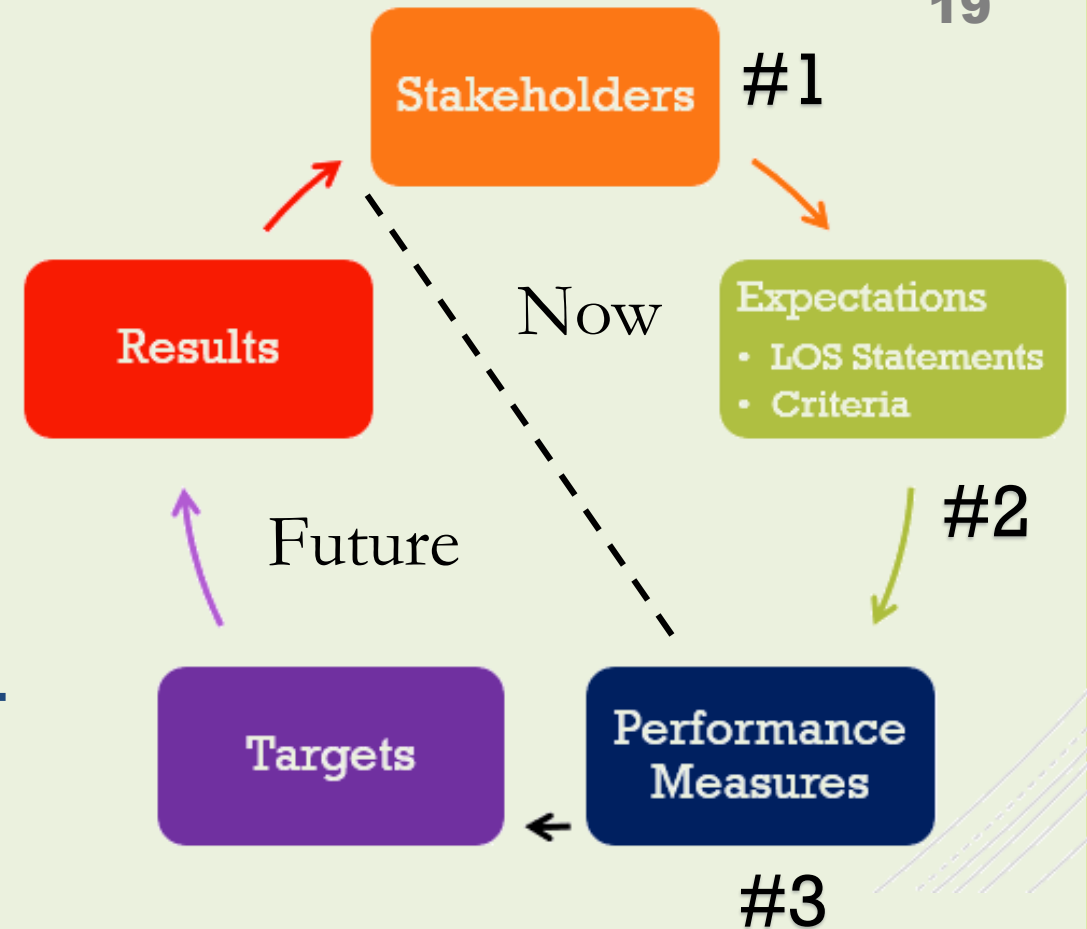 19
Stakeholders
#1
Now
Expectations
• LOS Statements
• Criteria
Results
#2
Future
Performance
Measures
Targets
#3